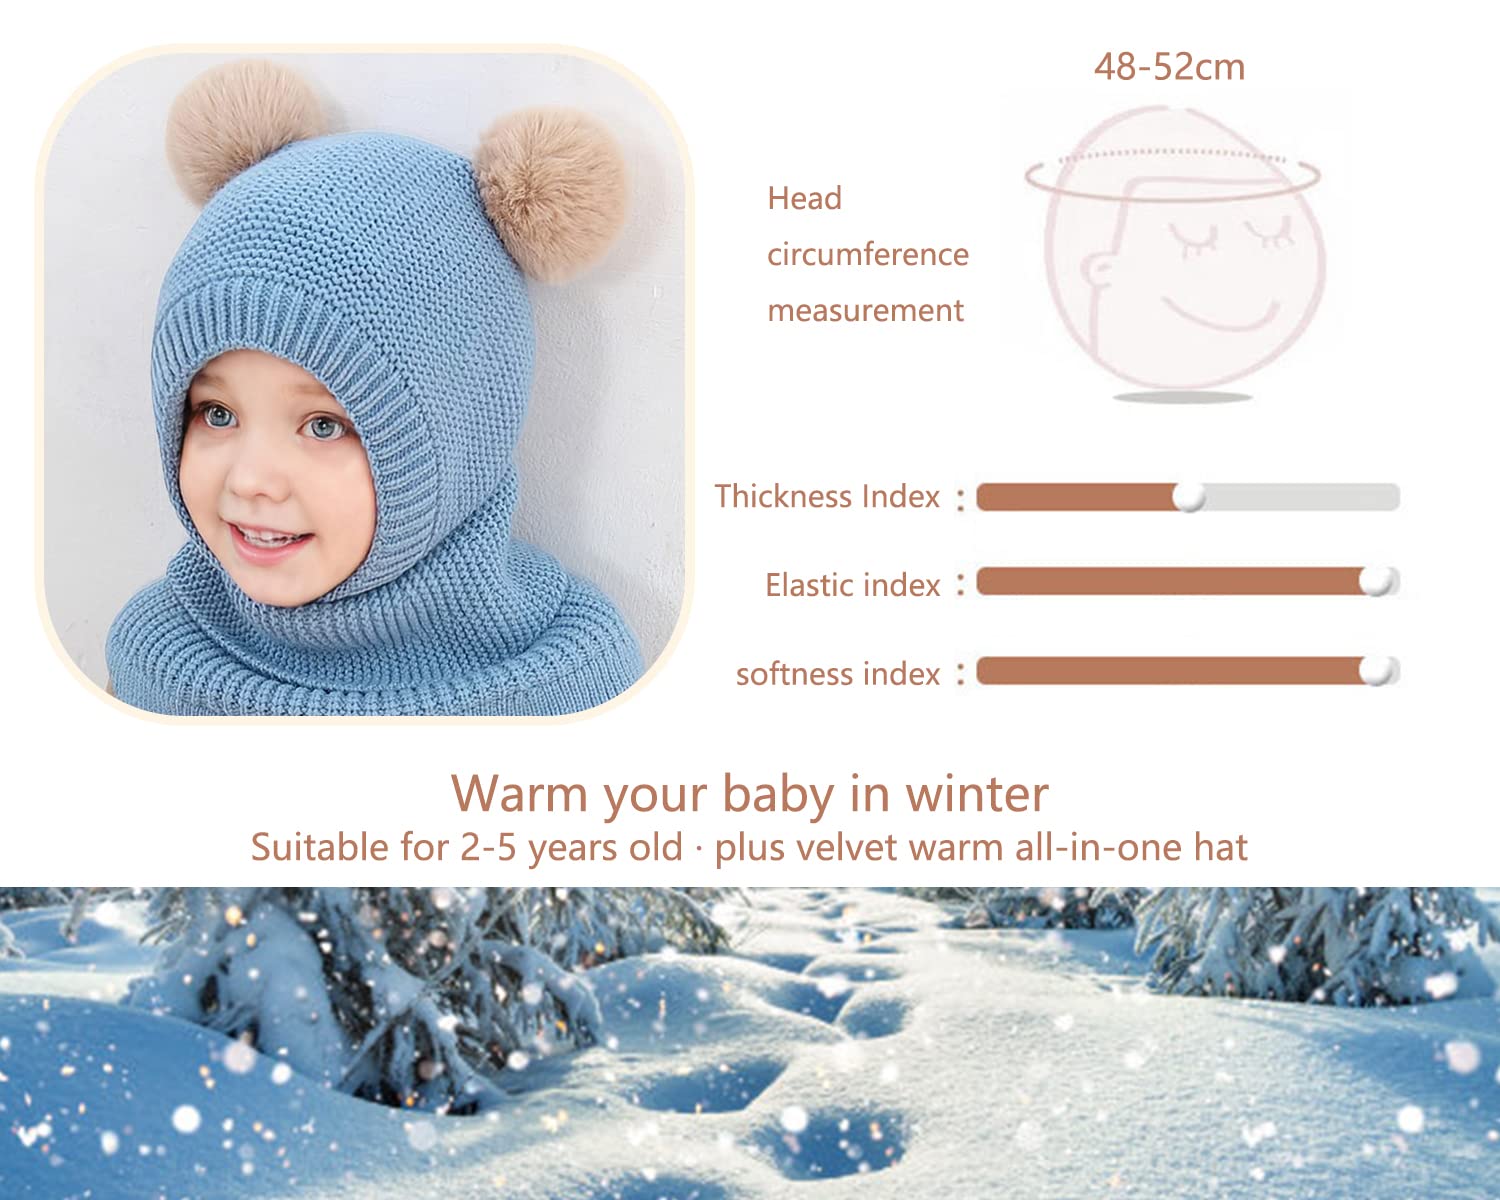 48-52cm
Head
circumference
measurement
Thickness Index :
Elastic index :
softness index :
Warm your baby in winter
Suitable for 2-5 years old · plus velvet warm all-in-one hat